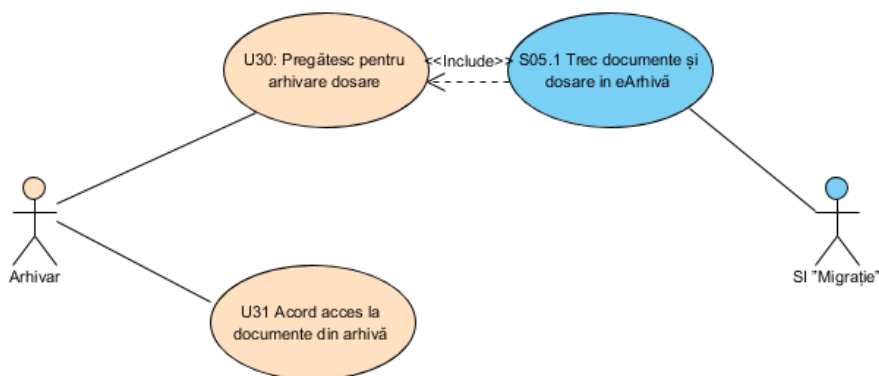 U30: Pregătesc pentru
arhivare dosare
<<Include>>
S05.1 Trec documente și
dosare in eArhivă
Arhivar
SI "Migrație"
U31 Acord acces la
documente din arhivă